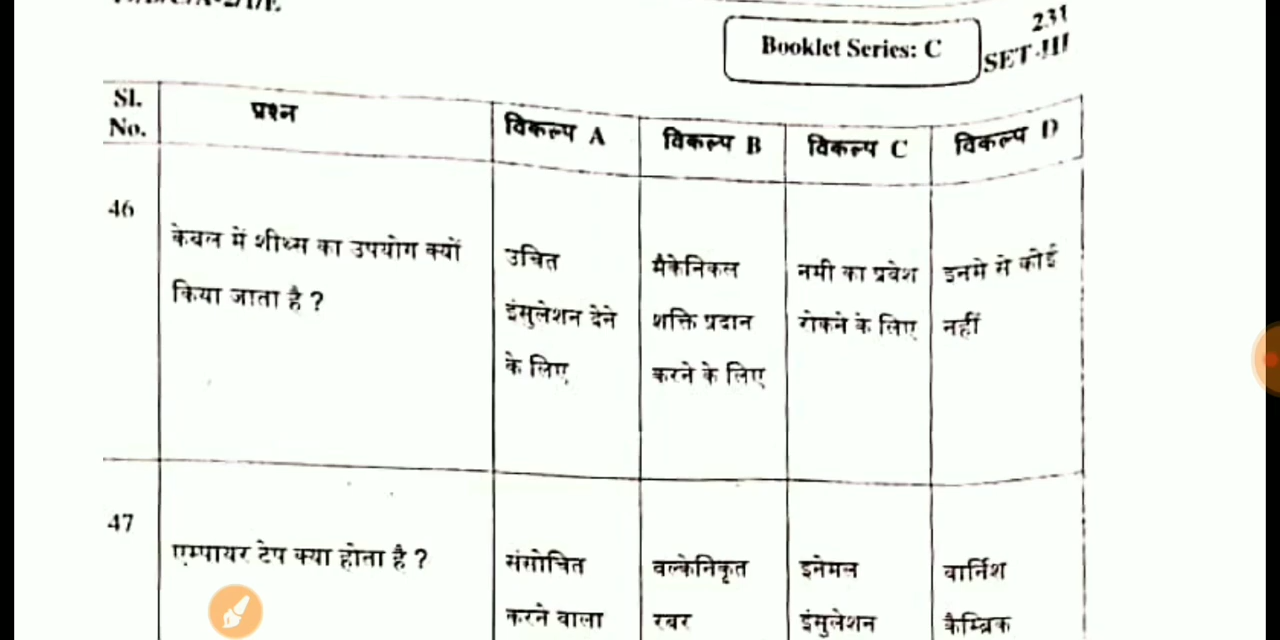 Booklet Series: C
231
SET-III
Sl. No.
प्रश्न
विकल्प A
विकल्प B
विकल्प C
विकल्प D
46
केबल में शीथ्स का उपयोग क्यों
किया जाता है ?
उचित
इंसुलेशन देने
के लिए
मैकेनिकल
शक्ति प्रदान
करने के लिए
नमी का प्रवेश
रोकने के लिए
इनमे से कोई
नहीं
47
एम्पायर टेप क्या होता है ?
संसोचित
करने वाला
वल्केनिकृत
रबर
इनेमल
इंसुलेशन
वार्निश
कैम्ब्रिक